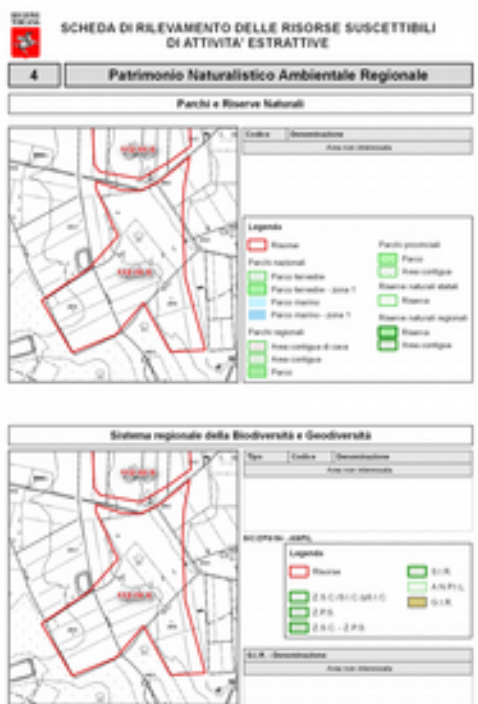 REGIONE
TOSCANA
SCHEDA DI RILEVAMENTO DELLE RISORSE SUSCETTIBILI
DI ATTIVITA' ESTRATTIVE
4
Patrimonio Naturalistico Ambientale Regionale
Parchi e Riserve Naturali
Codice Denominazione
Area non interessata
Legenda
Risorse
Parchi nazionali
Parco terrestre
Parco terrestre - zona 1
Parco marino
Parco marino - zona 1
Parchi regionali
Area contigua di cava
Area contigua
Parco
Parchi provinciali
Parco
Area contigua
Riserve naturali statali
Riserva
Riserve naturali regionali
Riserva
Area contigua
Sistema regionale della Biodiversità e Geodiversità
Tipo Codice Denominazione
Area non interessata
Legenda
Risorse
Z.S.C./S.I.C./pS.I.C.
Z.P.S.
Z.S.C. - Z.P.S.
S.I.R.
A.N.P.I.L.
G.I.R.
G.I.R. - Denominazione
Area non interessata